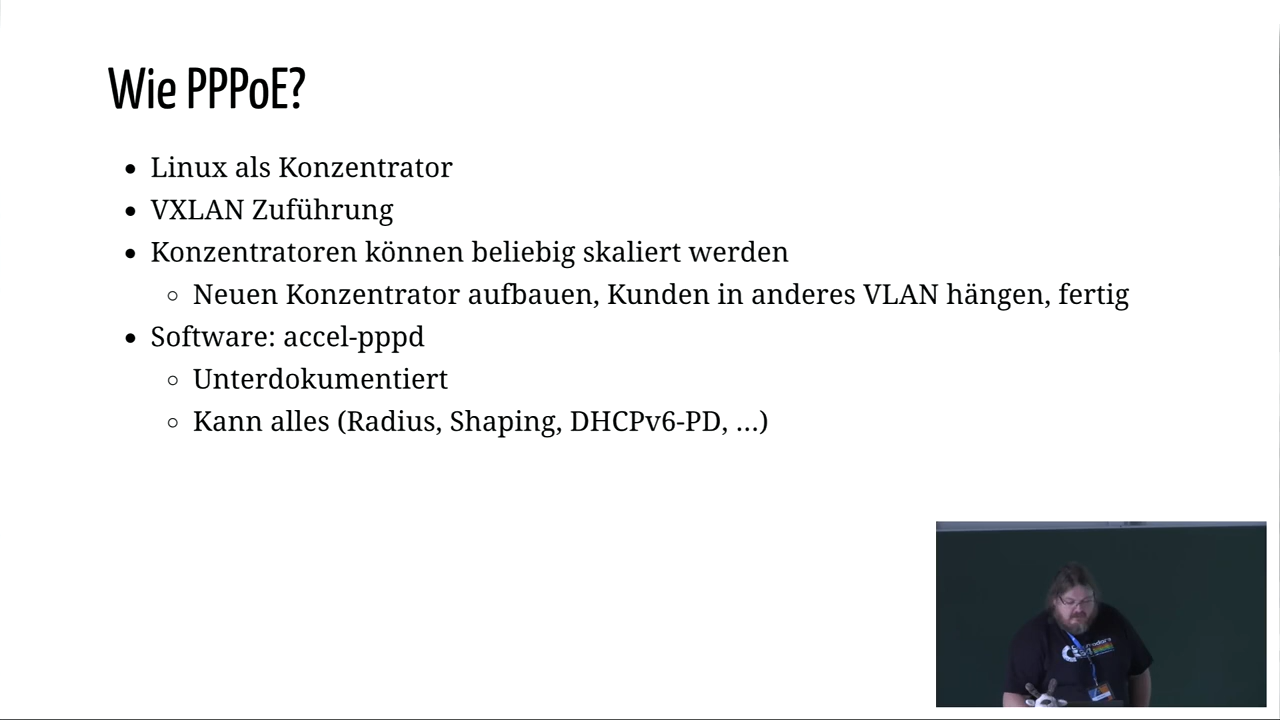 Wie PPPoE?
Linux als Konzentrator
VXLAN Zuführung
Konzentratoren können beliebig skaliert werden
Neuen Konzentrator aufbauen, Kunden in anderes VLAN hängen, fertig
Software: accel-pppd
Unterdokumentiert
Kann alles (Radius, Shaping, DHCPv6-PD, …)